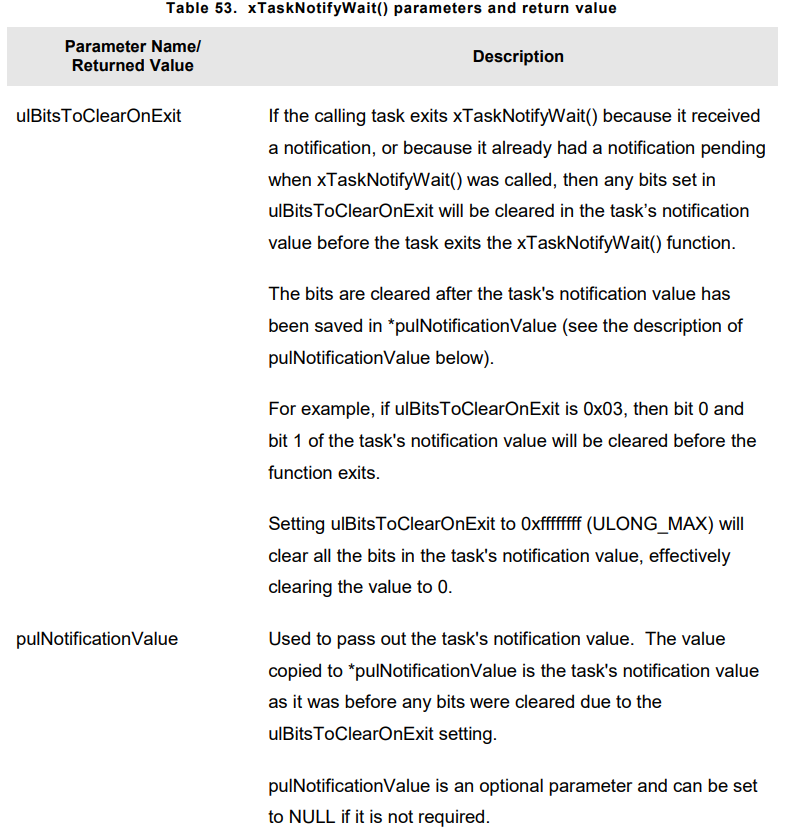 Table 53. xTaskNotifyWait() parameters and return value
Parameter Name/
Returned Value
Description
ulBitsToClearOnExit
If the calling task exits xTaskNotifyWait() because it received
a notification, or because it already had a notification pending
when xTaskNotifyWait() was called, then any bits set in
ulBitsToClearOnExit will be cleared in the task’s notification
value before the task exits the xTaskNotifyWait() function.
The bits are cleared after the task's notification value has
been saved in *pulNotificationValue (see the description of
pulNotificationValue below).
For example, if ulBitsToClearOnExit is 0x03, then bit 0 and
bit 1 of the task's notification value will be cleared before the
function exits.
Setting ulBitsToClearOnExit to 0xffffffff (ULONG_MAX) will
clear all the bits in the task's notification value, effectively
clearing the value to 0.
pulNotificationValue
Used to pass out the task's notification value. The value
copied to *pulNotificationValue is the task's notification value
as it was before any bits were cleared due to the
ulBitsToClearOnExit setting.
pulNotificationValue is an optional parameter and can be set
to NULL if it is not required.